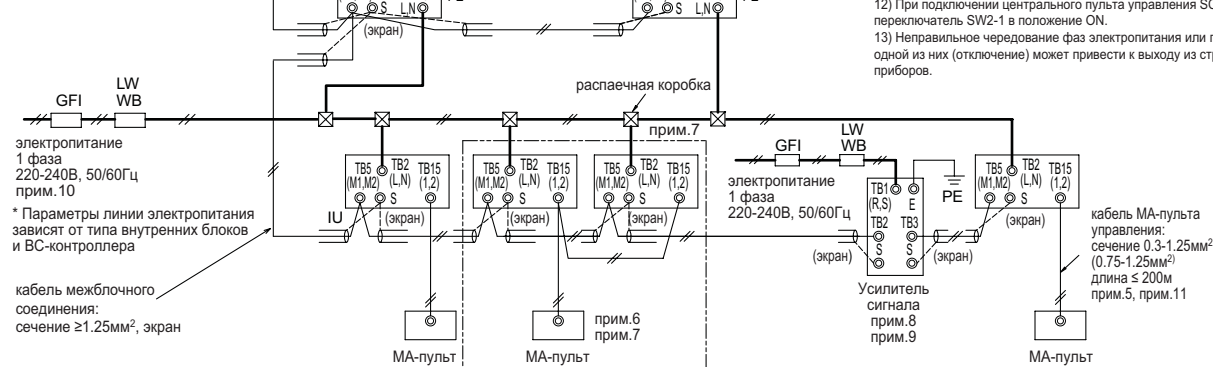 S L,N
(экран)
S L,N
12) При подключении центрального пульта управления
переключатель SW2-1 в положение ON.
13) Неправильное чередование фаз электропитания или
одной из них (отключение) может привести к выходу из
приборов.
распаечная коробка
GFI
LW
WB
прим.7
электропитание
1 фаза
220-240В, 50/60Гц
прим.10
* Параметры линии электропитания
зависят от типа внутренних блоков
и BC-контроллера
кабель межблочного
соединения:
сечение ≥1.25мм², экран
IU
TB5
(M1,M2)
TB2
(L,N)
TB15
(1,2)
S
(экран)
TB5
(M1,M2)
TB2
(L,N)
TB15
(1,2)
S
(экран)
TB5
(M1,M2)
TB2
(L,N)
TB15
(1,2)
S
(экран)
GFI
LW
WB
электропитание
1 фаза
220-240В, 50/60Гц
TB1
(R,S)
E
PE
TB2
TB3
S
S
(экран)
(экран)
Усилитель
сигнала
прим.8
прим.9
TB5
(M1,M2)
TB2
(L,N)
TB15
(1,2)
S
(экран)
кабель МА-пульта
управления:
сечение 0.3-1.25мм²
(0.75-1.25мм²⁾
длина ≤ 200м
прим.5, прим.11
МА-пульт
прим.6
прим.7
МА-пульт
МА-пульт